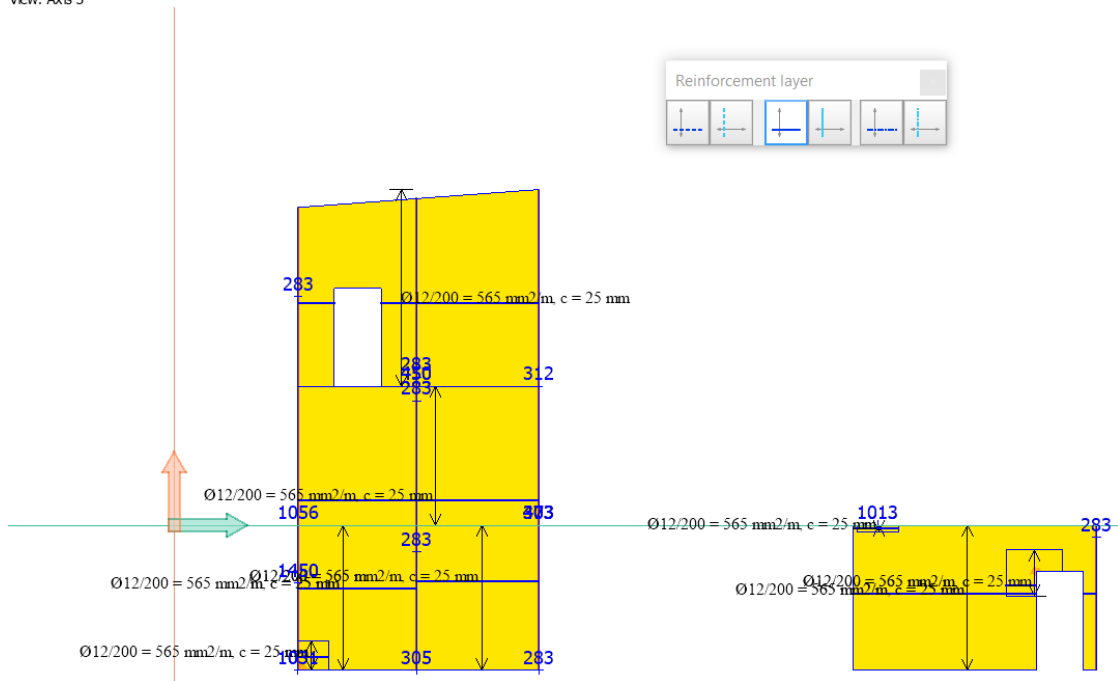 View: Axis
Reinforcement layer
283
Ø12/200 = 565 mm2/m, c = 25 mm
283
312
283
Ø12/200 = 565 mm2/m, c = 25 mm
1056
1013
Ø12/200 = 565 mm2/m, c = 25 mm
283
283
1450
Ø12/200 = 565 mm2/m, c = 25 mm
Ø12/200 = 565 mm2/m, c = 25 mm
Ø12/200 = 565 mm2/m, c = 25 mm
Ø12/200 = 565 mm2/m, c = 25 mm
Ø12/200 = 565 mm2/m, c = 25 mm
305
283